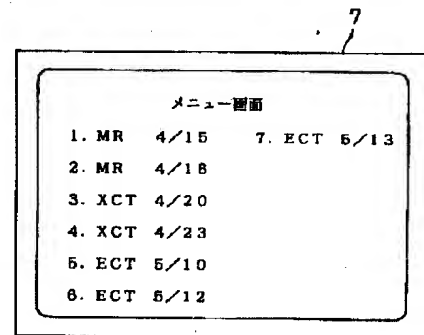 7
メニュー画面
1. MR 4/15 7. ECT 5/13
2. MR 4/18
3. XCT 4/20
4. XCT 4/23
5. ECT 5/10
6. ECT 5/12